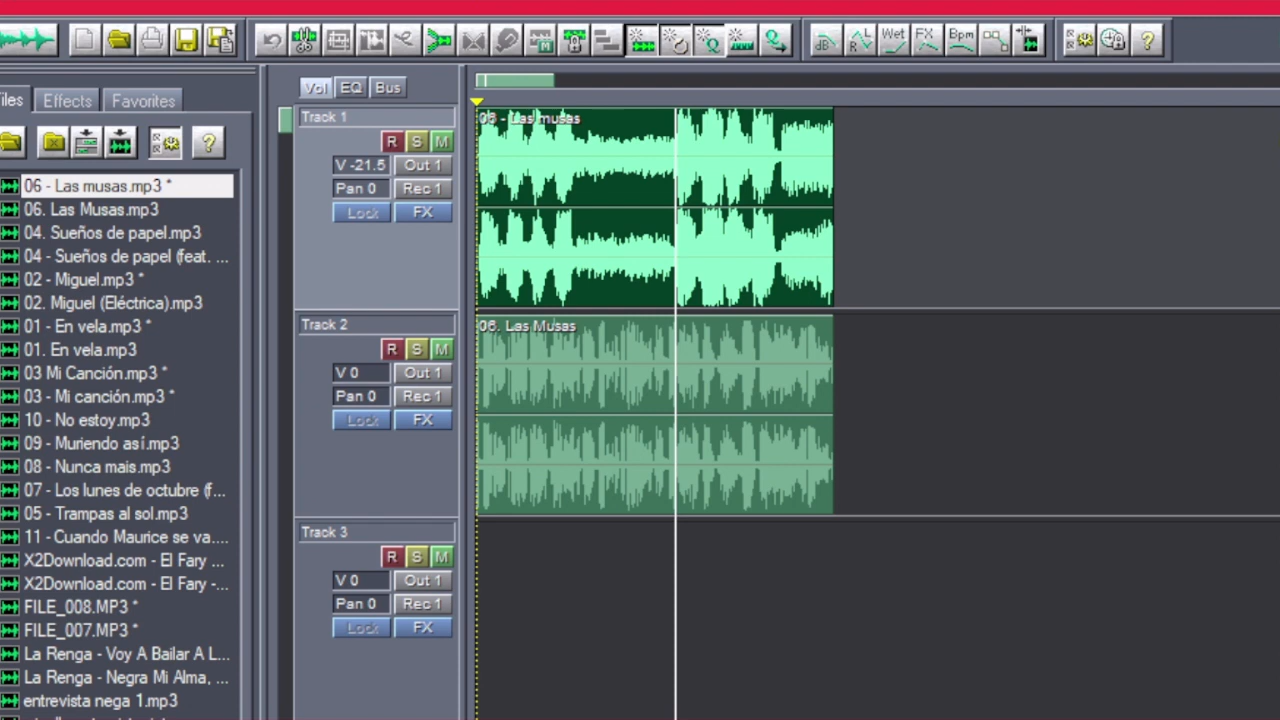 dB
R L
Wet
FX
Bpm
?
iles
Effects
Favorites
?
06 - Las musas.mp3 *
06. Las Musas.mp3
04. Sueños de papel.mp3
04 - Sueños de papel (feat. ...
02 - Miguel.mp3 *
02. Miguel (Eléctrica).mp3
01 - En vela.mp3 *
01. En vela.mp3
03 Mi Canción.mp3 *
03 - Mi canción.mp3 *
10 - No estoy.mp3
09 - Muriendo así.mp3
08 - Nunca mais.mp3
07 - Los lunes de octubre (f...
05 - Trampas al sol.mp3
11 - Cuando Maurice se va....
X2Download.com - El Fary ...
X2Download.com - El Fary -...
FILE_008.MP3 *
FILE_007.MP3 *
La Renga - Voy A Bailar A L...
La Renga - Negra Mi Alma, ...
entrevista nega 1.mp3
Vol
EQ
Bus
Track 1
R S M
V -21.5 Out 1
Pan 0 Rec 1
Lock FX
06 - Las musas
Track 2
R S M
V 0 Out 1
Pan 0 Rec 1
Lock FX
06. Las Musas
Track 3
R S M
V 0 Out 1
Pan 0 Rec 1
Lock FX